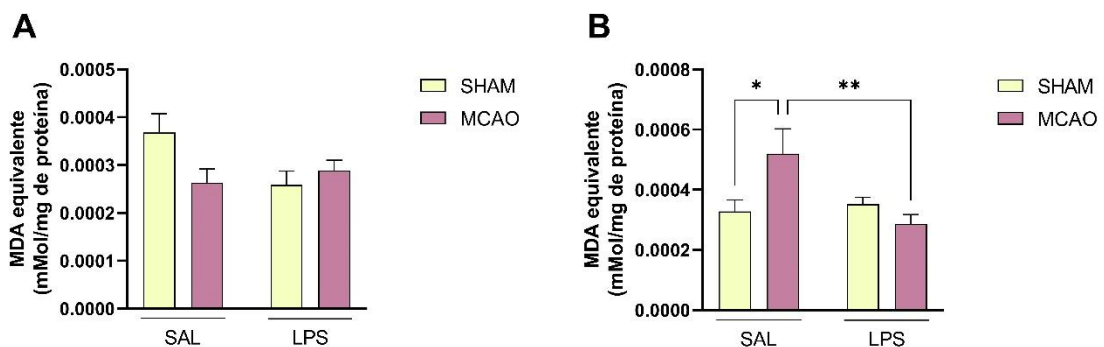 A
MDA equivalente
(mMol/mg de proteína)
0.0005
0.0004
0.0003
0.0002
0.0001
0.0000
SAL
LPS
SHAM
MCAO
B
MDA equivalente
(mMol/mg de proteína)
0.0008
0.0006
0.0004
0.0002
0.0000
*
**
SAL
LPS
SHAM
MCAO